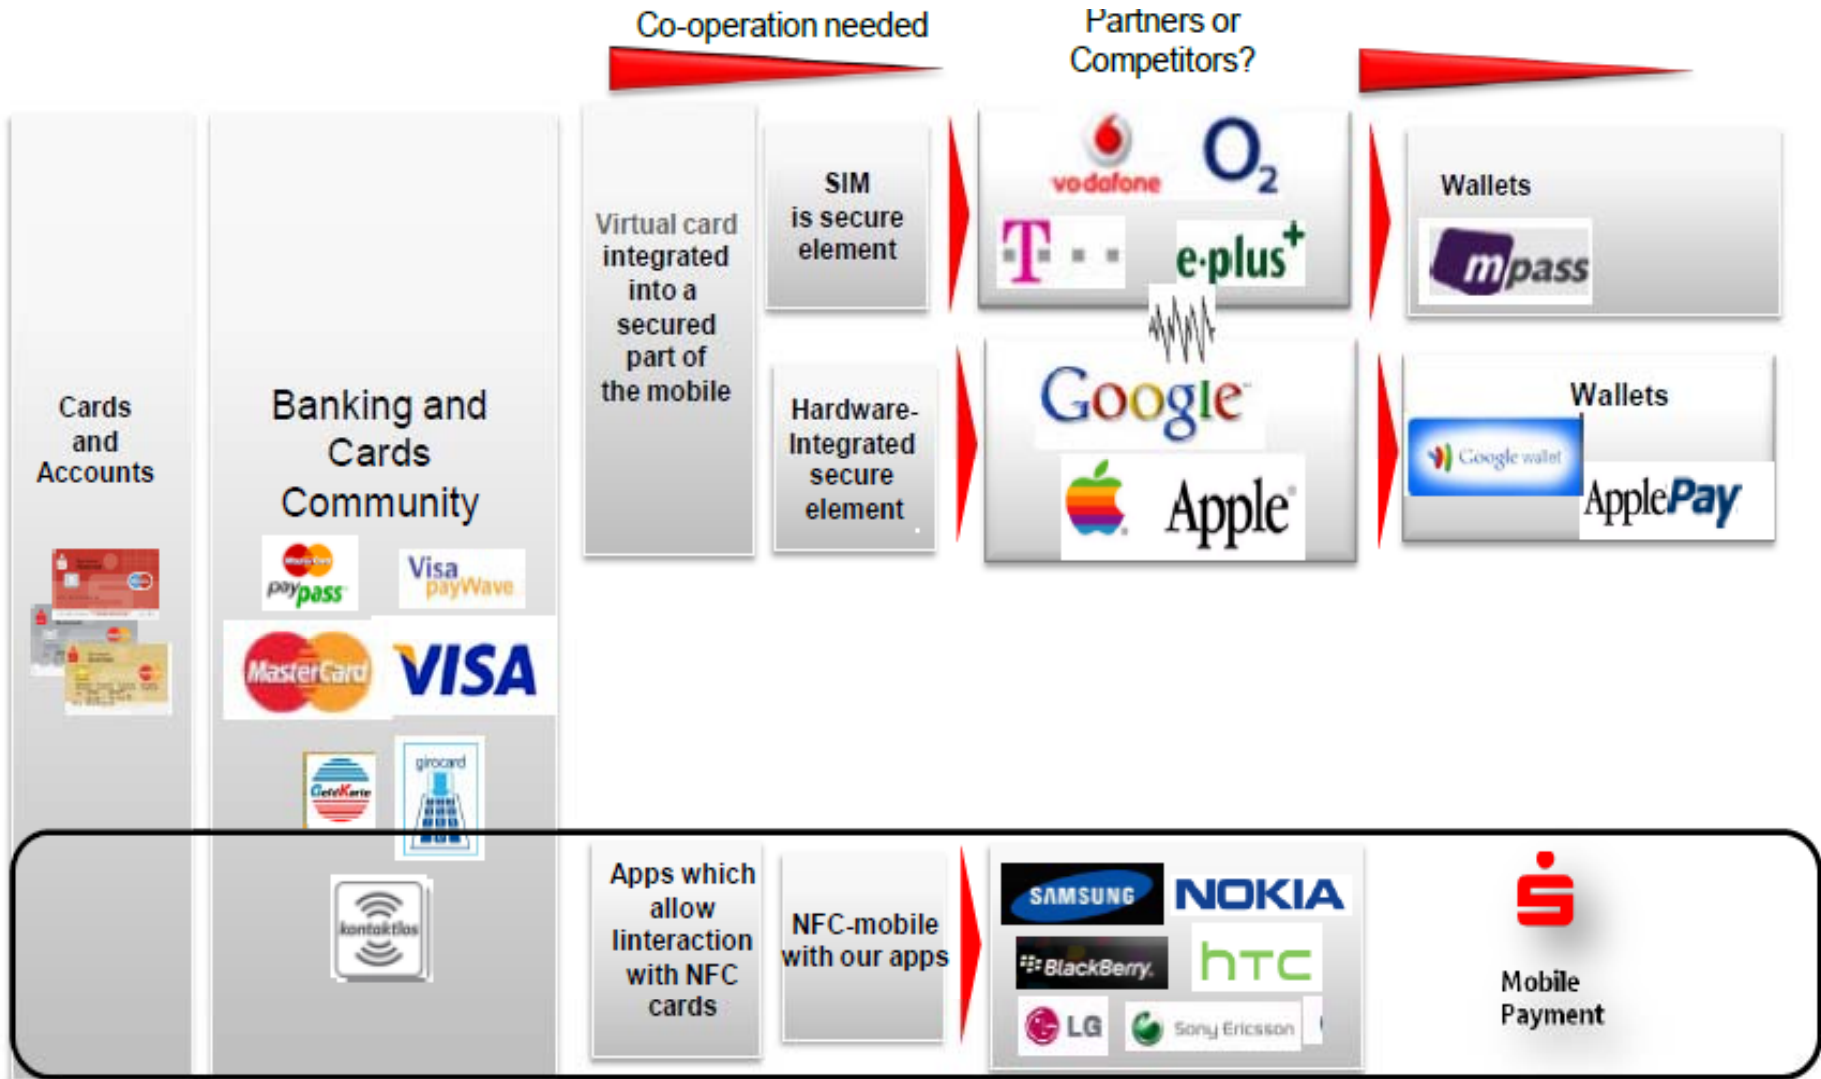 Co-operation needed
Partners or
Competitors?
Cards
and
Accounts
Banking and
Cards
Community
MasterCard
paypass
Visa
payWave
MasterCard
VISA
GeldKarte
girocard
kontaktlos
Virtual card
integrated
into a
secured
part of
the mobile
SIM
is secure
element
vodofone
O2
T
e·plus+
Wallets
mpass
Hardware-
Integrated
secure
element
Google
Apple
Wallets
Google wallet
ApplePay
Apps which
allow
linteraction
with NFC
cards
NFC-mobile
with our apps
SAMSUNG
NOKIA
BlackBerry.
hTC
LG
Sony Ericsson
Mobile
Payment